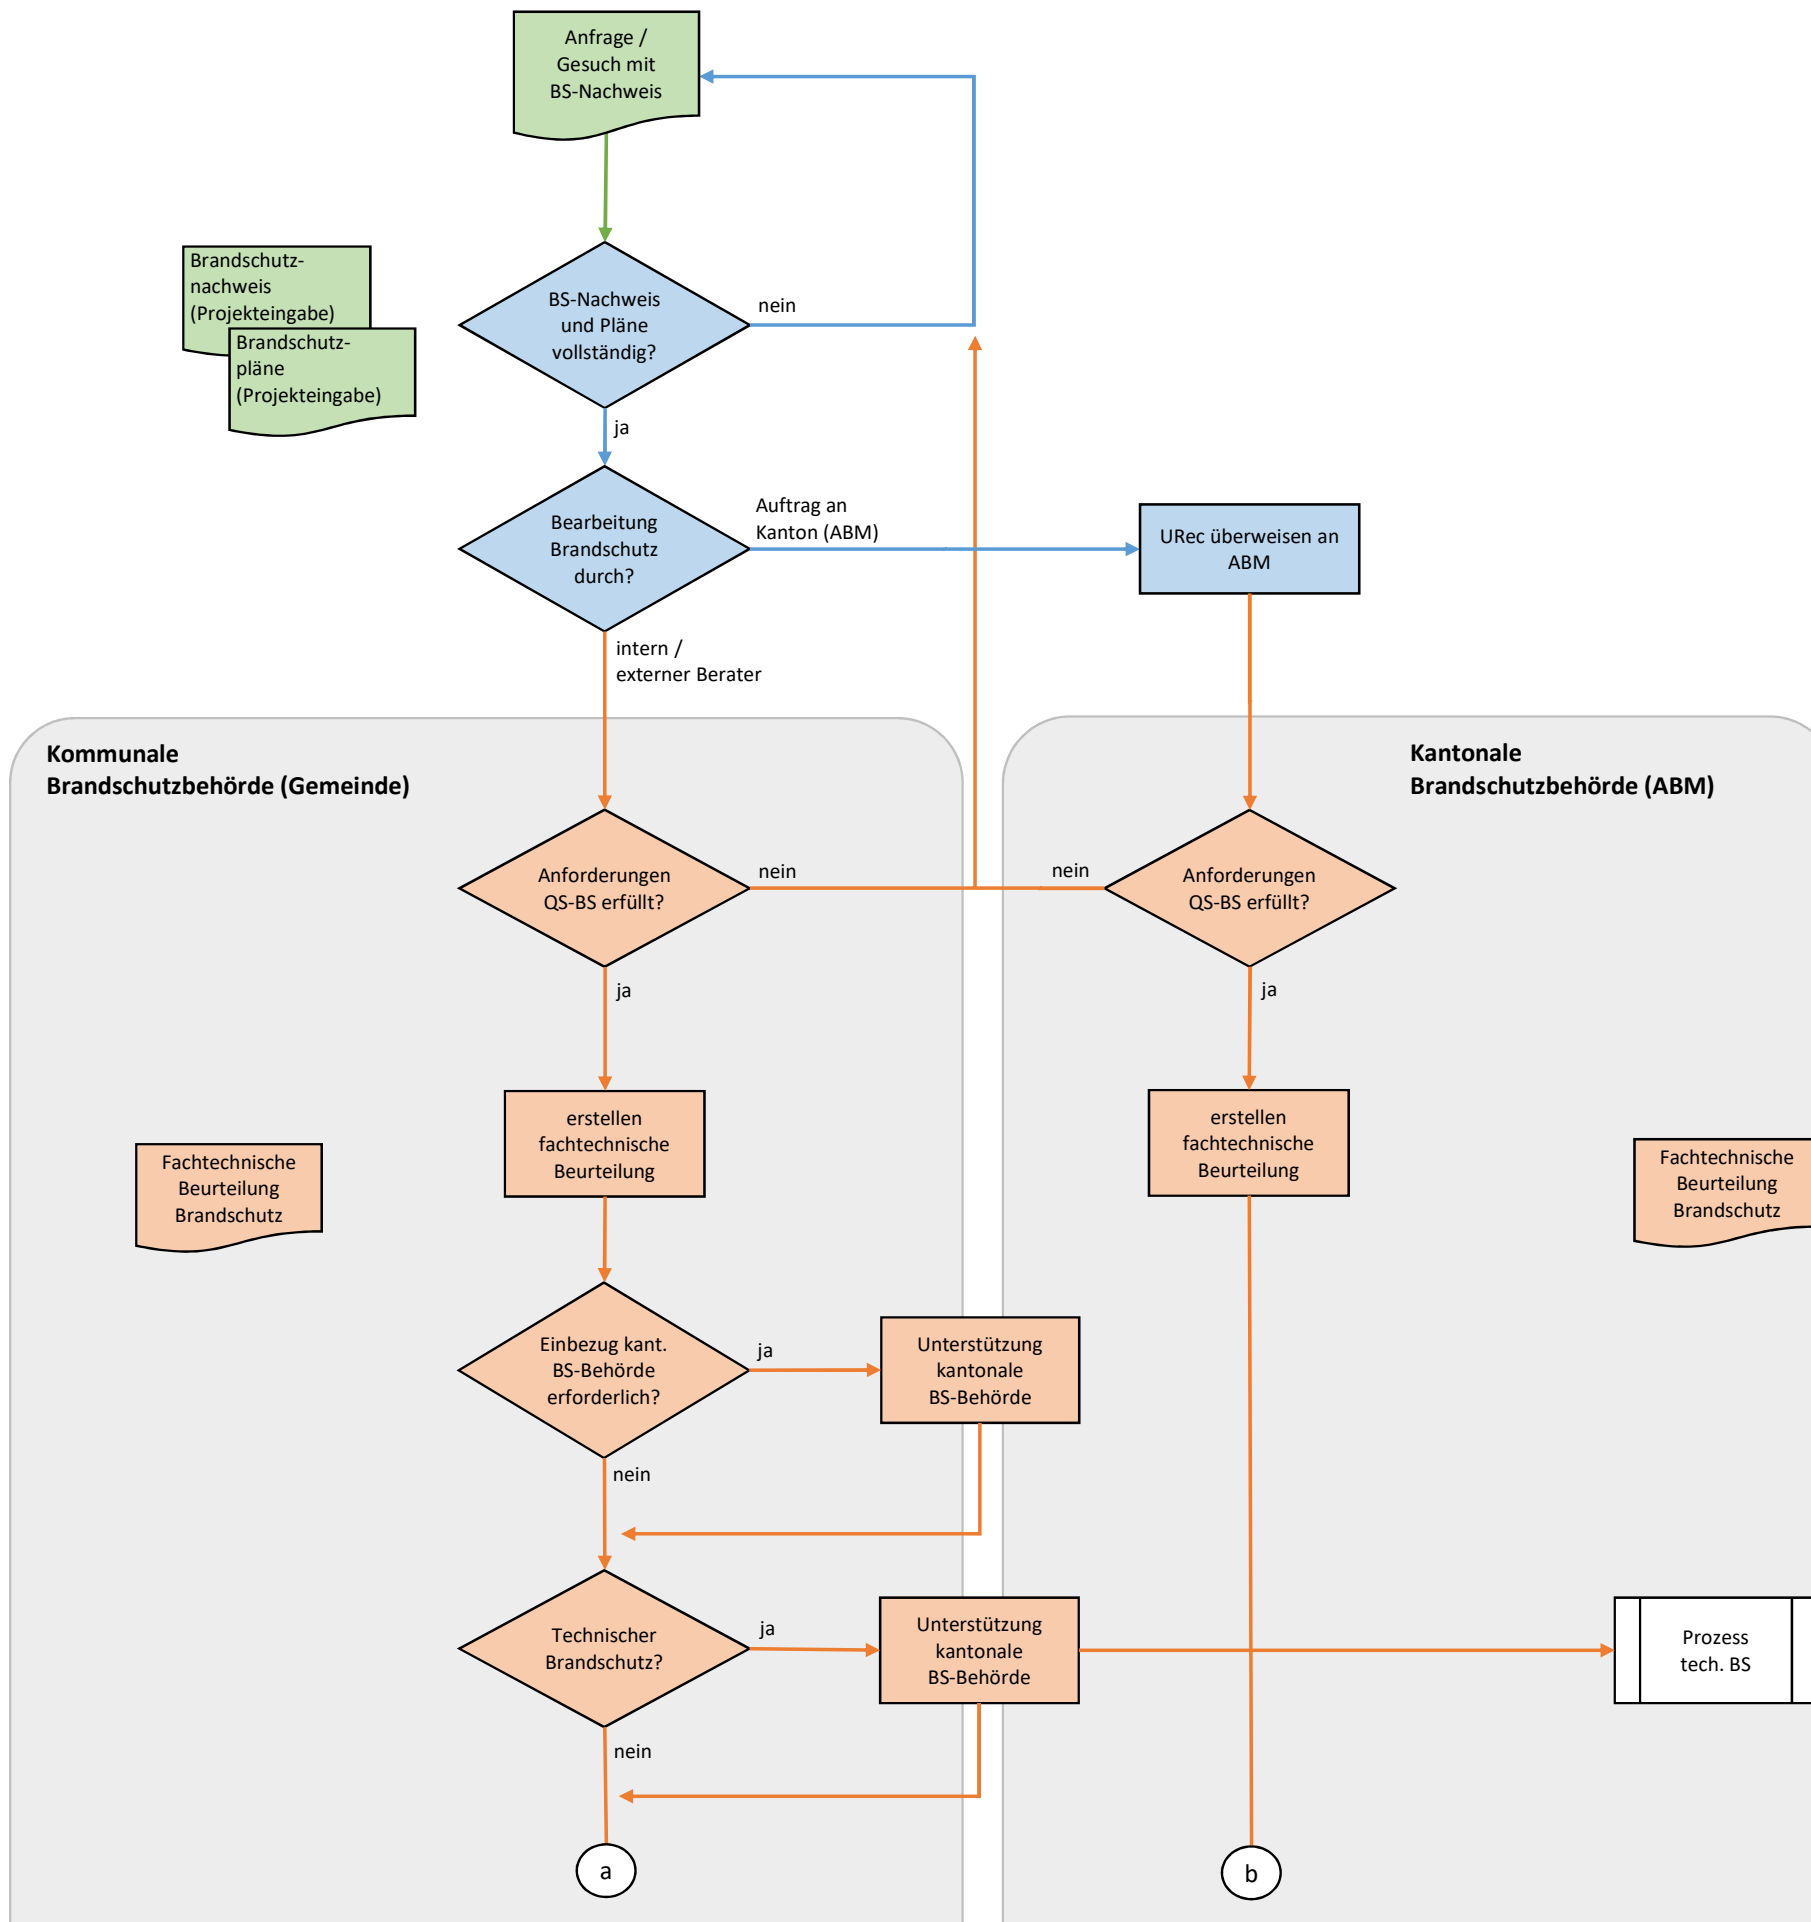 Anfrage /
Gesuch mit
BS-Nachweis
Brandschutz-
nachweis
(Projekteingabe)
Brandschutz-
pläne
(Projekteingabe)
BS-Nachweis
und Pläne
vollständig?
nein
ja
Bearbeitung
Brandschutz
durch?
Auftrag an
Kanton (ABM)
URec überweisen an
ABM
intern /
externer Berater
Kommunale
Brandschutzbehörde (Gemeinde)
Kantonale
Brandschutzbehörde (ABM)
Anforderungen
QS-BS erfüllt?
nein
nein
Anforderungen
QS-BS erfüllt?
ja
ja
erstellen
fachtechnische
Beurteilung
erstellen
fachtechnische
Beurteilung
Fachtechnische
Beurteilung
Brandschutz
Fachtechnische
Beurteilung
Brandschutz
Einbezug kant.
BS-Behörde
erforderlich?
ja
Unterstützung
kantonale
BS-Behörde
nein
Technischer
Brandschutz?
ja
Unterstützung
kantonale
BS-Behörde
Prozess
tech. BS
nein
a
b